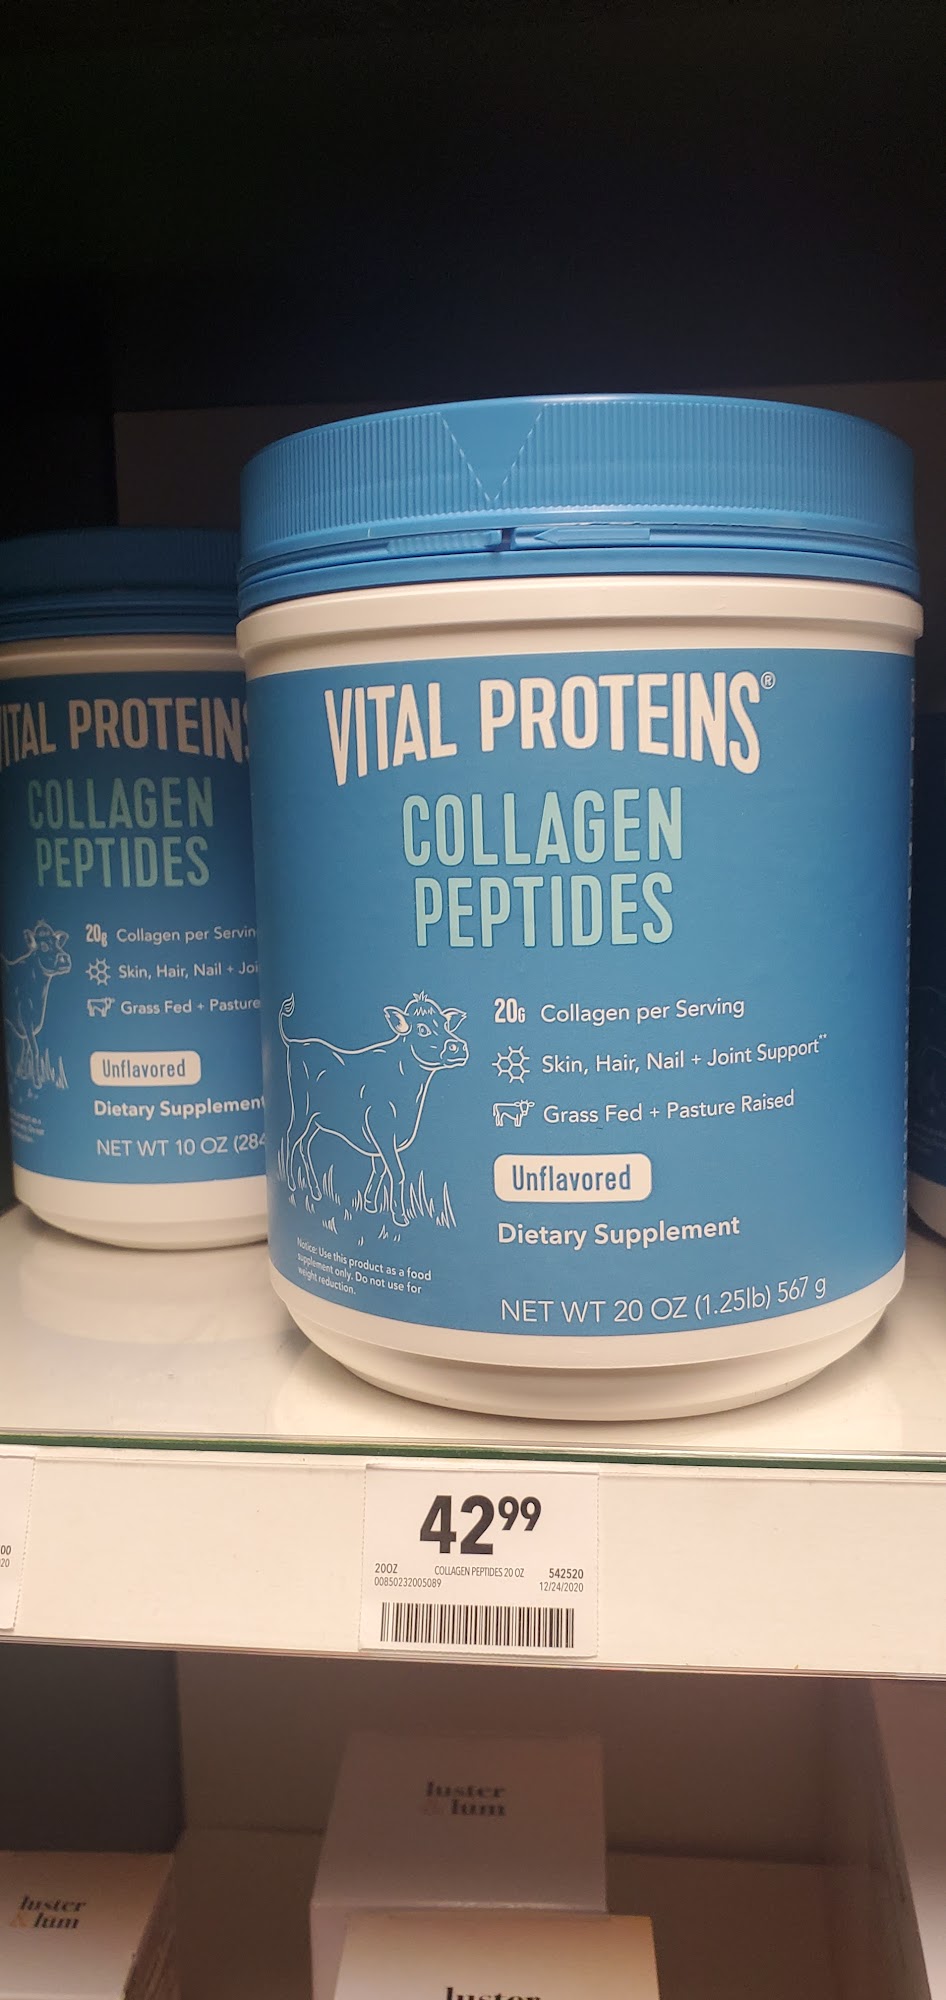 VITAL PROTEINS®
COLLAGEN
PEPTIDES
20G Collagen per Serving
Skin, Hair, Nail + Joint Support**
Grass Fed + Pasture Raised
Unflavored
Dietary Supplement
Notice: Use this product as a food
supplement only. Do not use for
weight reduction.
NET WT 20 OZ (1.25lb) 567 g
ITAL PROTEINS
COLLAGEN
PEPTIDES
20g Collagen per Servin
Skin, Hair, Nail + Joi
Grass Fed + Pasture
Unflavored
Dietary Supplement
NET WT 10 OZ (284
00
20
42⁹⁹
20OZ COLLAGEN PEPTIDES 20 OZ 542520
00850232005089 12/24/2020
luster
& lum
luster
& lum
luster